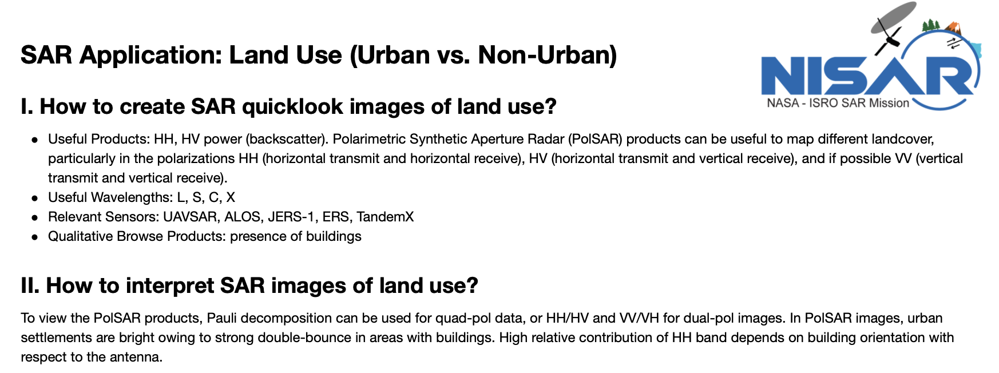 SAR Application: Land Use (Urban vs. Non-Urban)
NISAR
NASA - ISRO SAR Mission
I. How to create SAR quicklook images of land use?
● Useful Products: HH, HV power (backscatter). Polarimetric Synthetic Aperture Radar (PolSAR) products can be useful to map different landcover,
particularly in the polarizations HH (horizontal transmit and horizontal receive), HV (horizontal transmit and vertical receive), and if possible VV (vertical
transmit and vertical receive).
● Useful Wavelengths: L, S, C, X
● Relevant Sensors: UAVSAR, ALOS, JERS-1, ERS, TandemX
● Qualitative Browse Products: presence of buildings
II. How to interpret SAR images of land use?
To view the PolSAR products, Pauli decomposition can be used for quad-pol data, or HH/HV and VV/VH for dual-pol images. In PolSAR images, urban
settlements are bright owing to strong double-bounce in areas with buildings. High relative contribution of HH band depends on building orientation with
respect to the antenna.